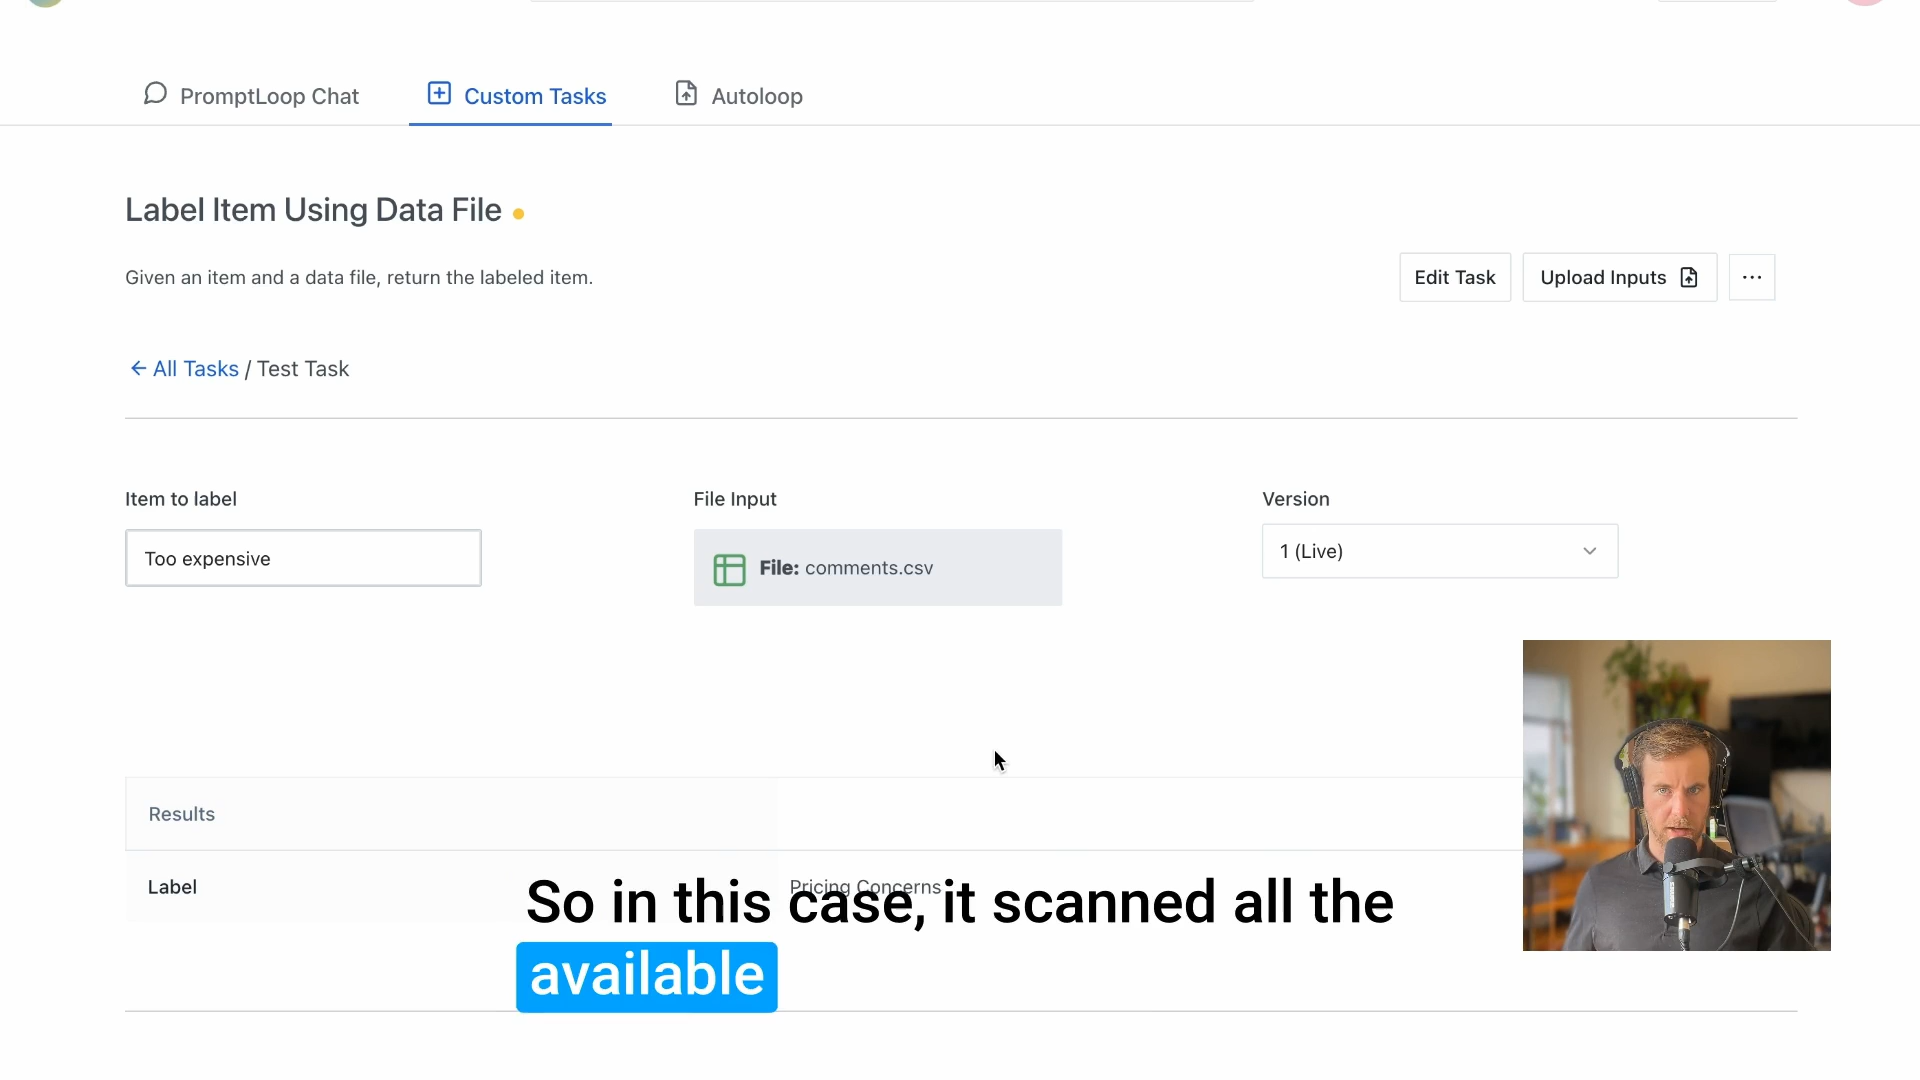 PromptLoop Chat
Custom Tasks
Autoloop
Label Item Using Data File
Given an item and a data file, return the labeled item.
Edit Task
Upload Inputs
← All Tasks / Test Task
Item to label
File Input
Version
Too expensive
File: comments.csv
1 (Live)
Results
Label
Pricing Concerns
So in this case, it scanned all the
available